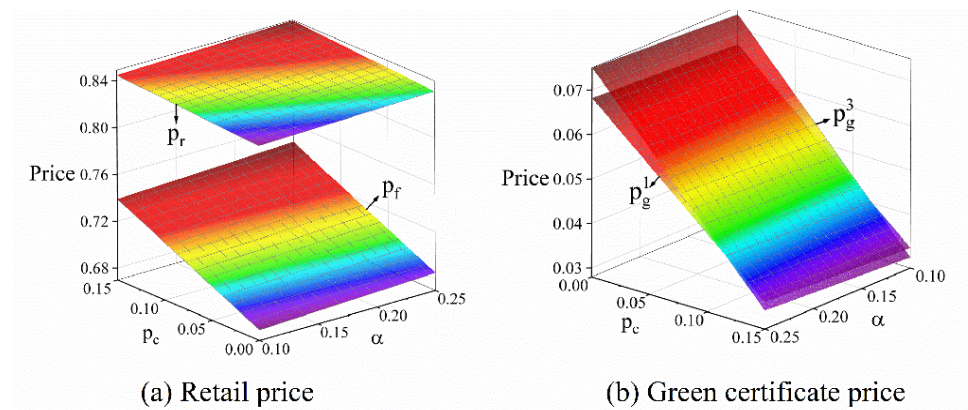 0.84
0.80
Price 0.76
0.72
0.68
0.15
0.10
0.05
0.00
p_c
0.10
0.15
0.20
0.25
α
p_r
p_f
(a) Retail price
0.07
0.06
Price 0.05
0.04
0.03
0.00
0.05
0.10
0.15
p_c
0.25
0.20
0.15
0.10
α
p_g^1
p_g^3
(b) Green certificate price